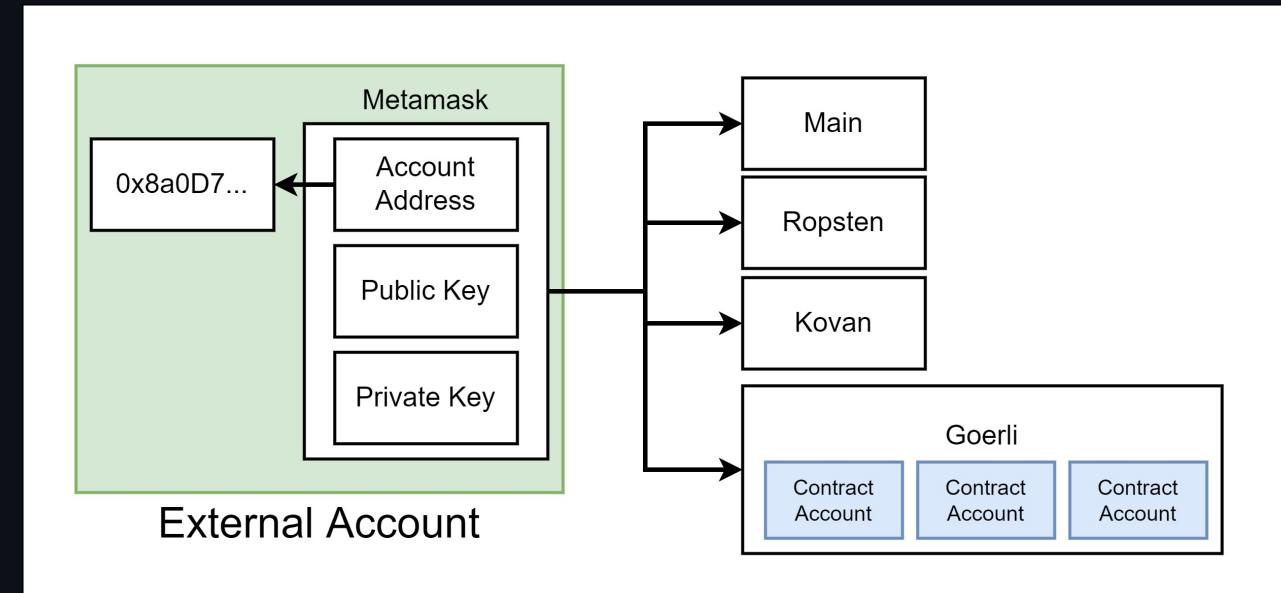 Metamask
0x8a0D7...
Account
Address
Public Key
Private Key
External Account
Main
Ropsten
Kovan
Goerli
Contract
Account
Contract
Account
Contract
Account